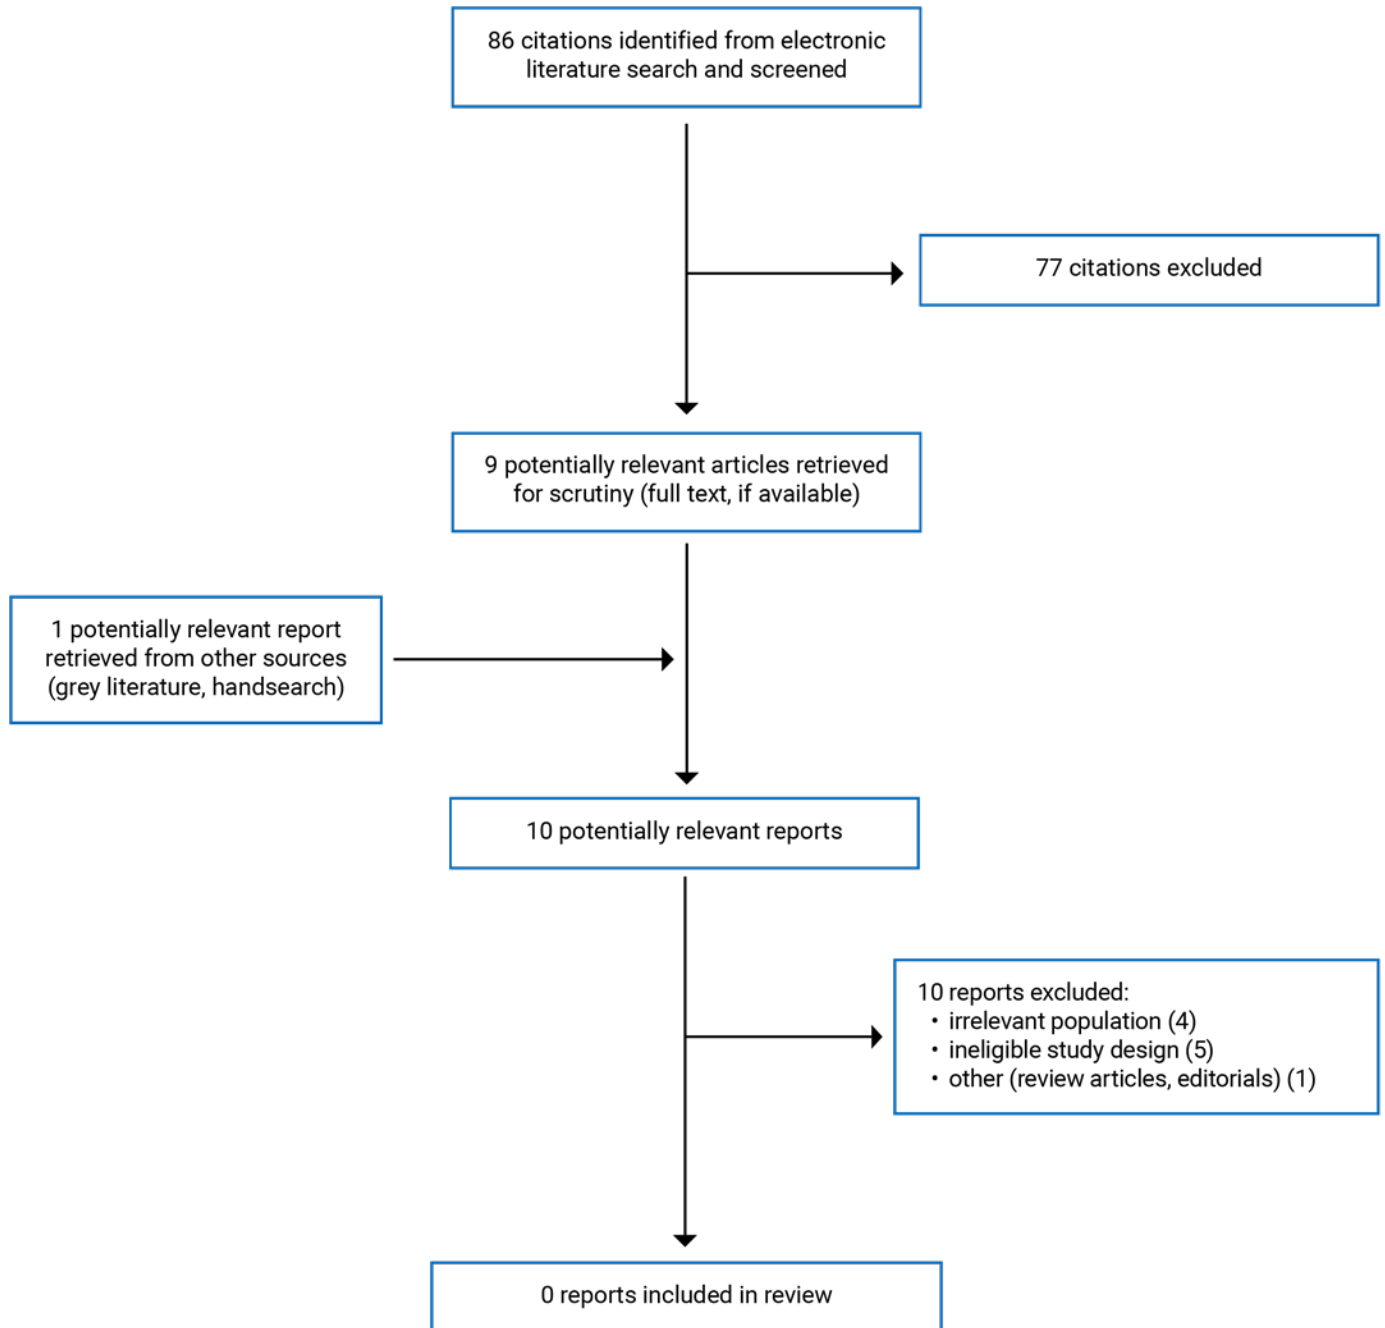 86 citations identified from electronic
literature search and screened
77 citations excluded
9 potentially relevant articles retrieved
for scrutiny (full text, if available)
1 potentially relevant report
retrieved from other sources
(grey literature, handsearch)
10 potentially relevant reports
10 reports excluded:
• irrelevant population (4)
• ineligible study design (5)
• other (review articles, editorials) (1)
0 reports included in review